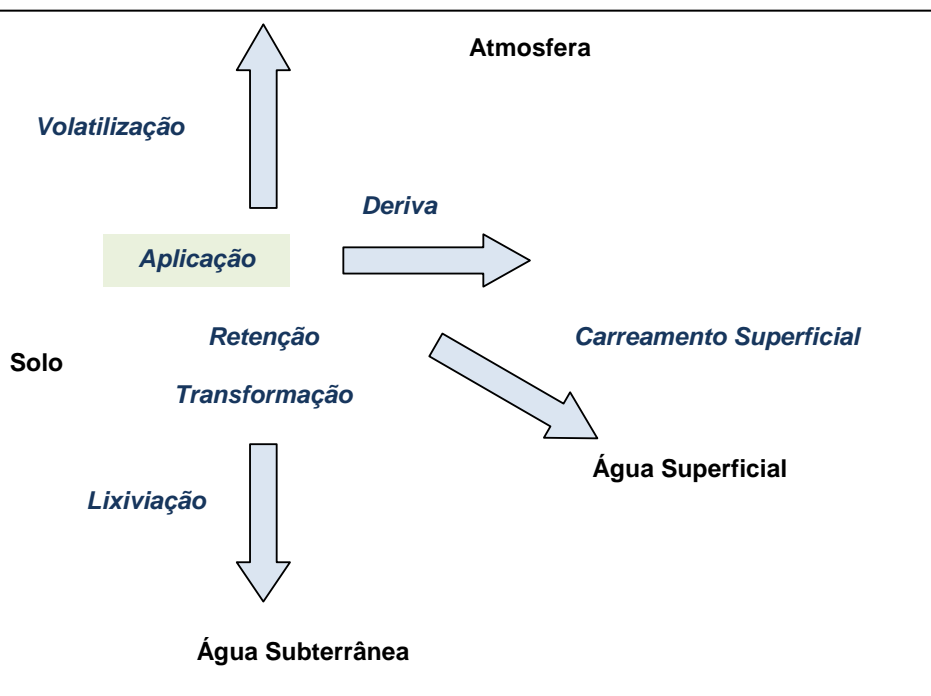 Atmosfera
Volatilização
Deriva
Aplicação
Retenção
Carreamento Superficial
Solo
Transformação
Água Superficial
Lixiviação
Água Subterrânea